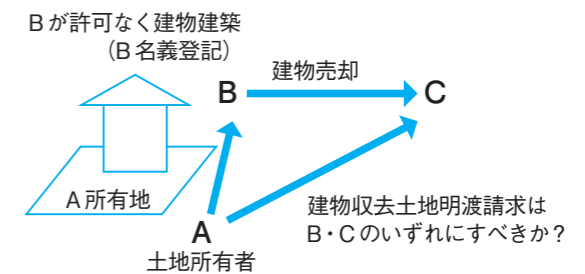 Bが許可なく建物建築
（B名義登記）
建物売却
B
C
A所有地
A
土地所有者
建物収去土地明渡請求は
B・Cのいずれにすべきか？